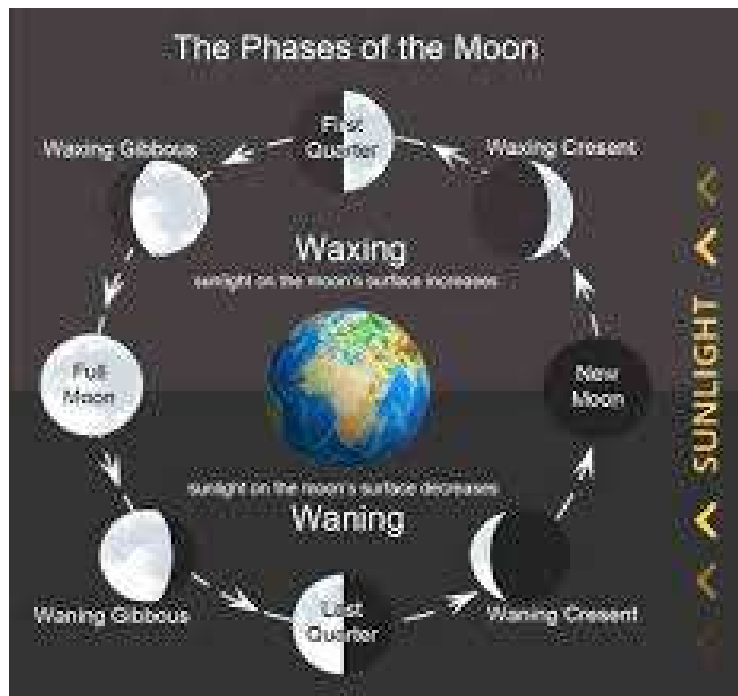 The Phases of the Moon
First
Quarter
Waxing Gibbous
Waxing Cresent
Waxing
sunlight on the moon's surface increases
Full
Moon
New
Moon
SUNLIGHT
sunlight on the moon's surface decreases
Waning
Waning Gibbous
Last
Quarter
Waning Cresent